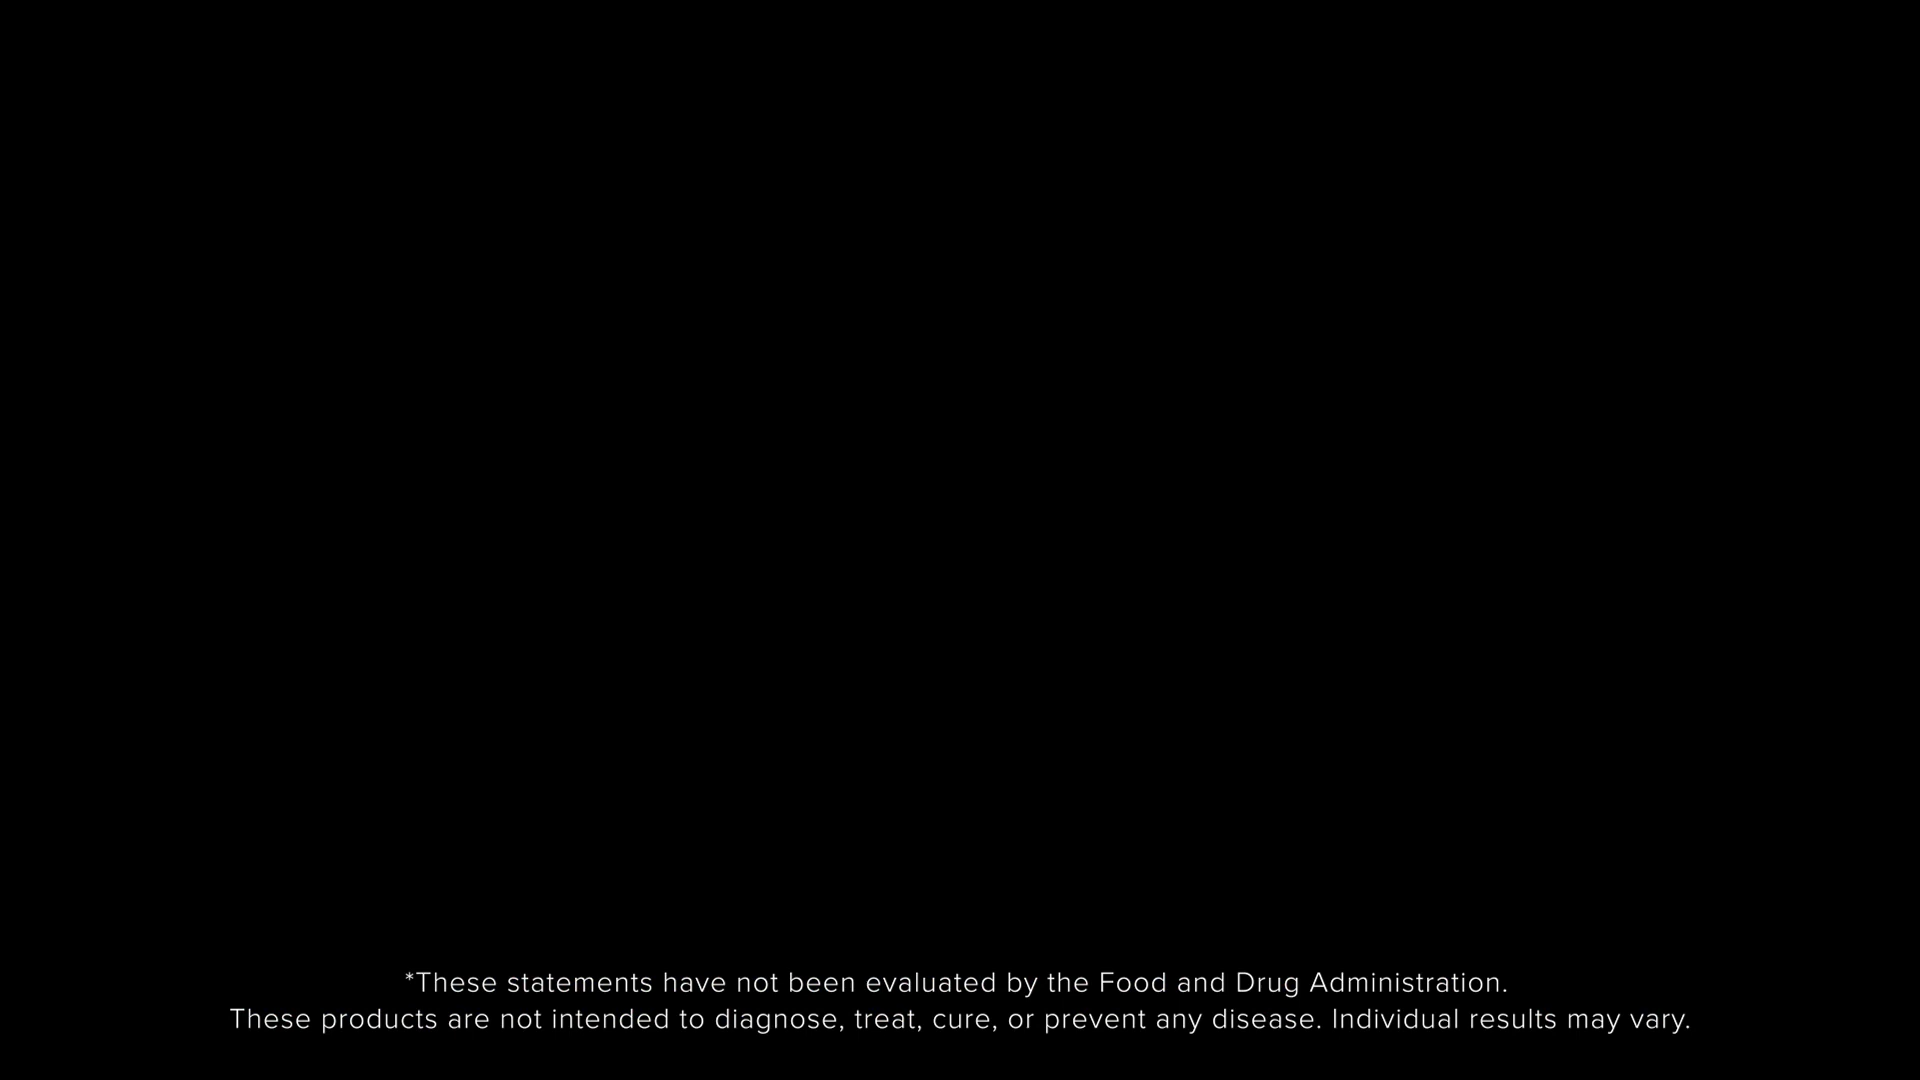 *These statements have not been evaluated by the Food and Drug Administration.
These products are not intended to diagnose, treat, cure, or prevent any disease. Individual results may vary.